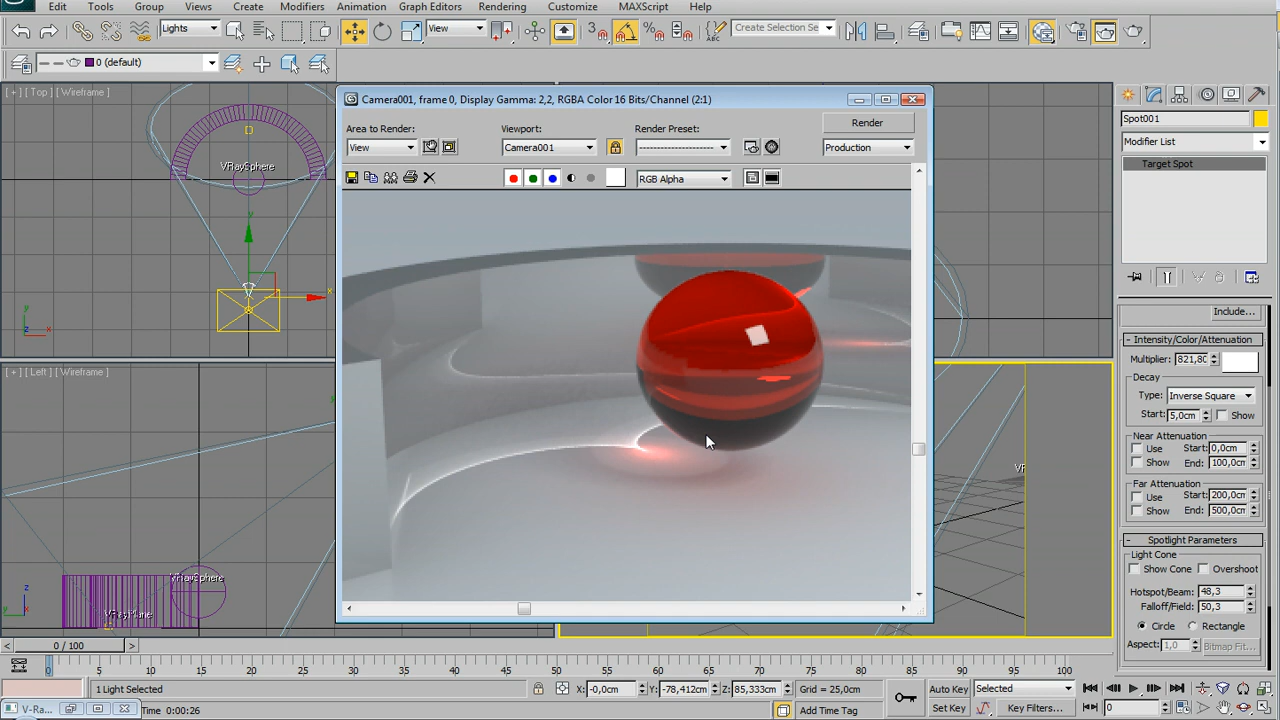 Edit Tools Group Views Create Modifiers Animation Graph Editors Rendering Customize MAXScript Help
Lights View 3 Create Selection Se
0 (default)
[ + ] [ Top ] [ Wireframe ]
D
VRaySphere
y
x
z
y x
[ + ] [ Left ] [ Wireframe ]
VRaySphere
VRayPlane
z
y
Camera001, frame 0, Display Gamma: 2,2, RGBA Color 16 Bits/Channel (2:1)
Area to Render: Viewport: Render Preset: Render
View Camera001 Production
RGB Alpha
VR
Spot001
Modifier List
Target Spot
Include...
Intensity/Color/Attenuation
Multiplier: 821,80
Decay
Type: Inverse Square
Start: 5,0cm Show
Near Attenuation
Use Start: 0,0cm
Show End: 100,0cm
Far Attenuation
Use Start: 200,0cm
Show End: 500,0cm
Spotlight Parameters
Light Cone
Show Cone Overshoot
Hotspot/Beam: 48,3
Falloff/Field: 50,3
Circle Rectangle
Aspect: 1,0 Bitmap Fit...
< 0 / 100 >
0 5 10 15 20 25 30 35 40 45 50 55 60 65 70 75 80 85 90 95 100
1 Light Selected X: -0,0cm Y: -78,412cm Z: 85,333cm Grid = 25,0cm Auto Key Selected
V-Ra Time 0:00:26 Add Time Tag Set Key Key Filters... 0